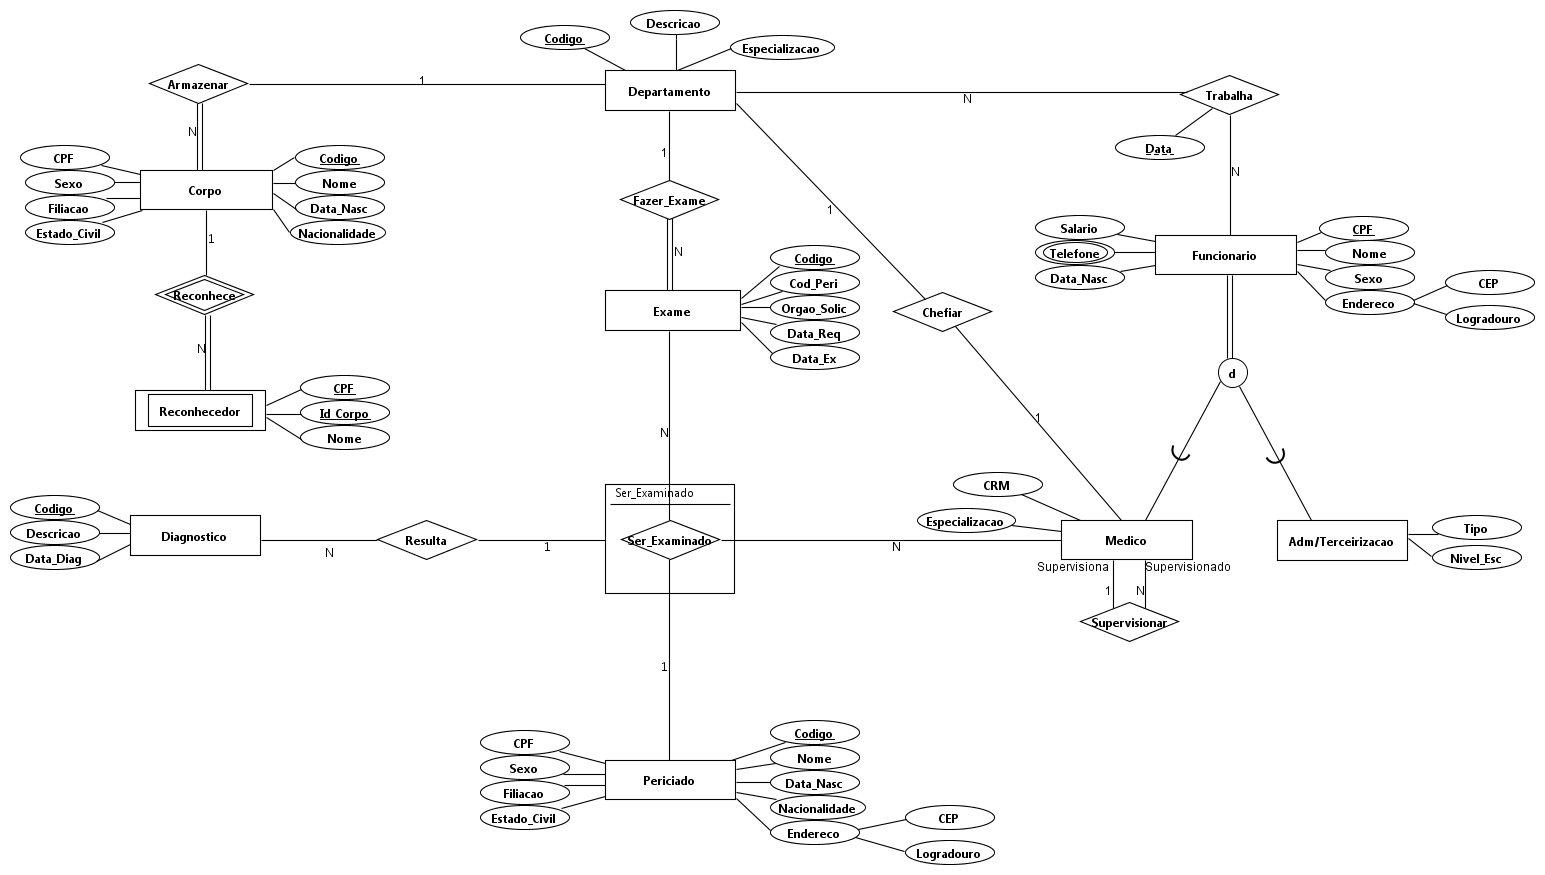 Descricao
Codigo
Especializacao
Armazenar
1
Departamento
N
Trabalha
Data
N
CPF
Sexo
Filiacao
Estado_Civil
Corpo
Codigo
Nome
Data_Nasc
Nacionalidade
1
Fazer_Exame
N
1
N
Salario
Telefone
Data_Nasc
Funcionario
CPF
Nome
Sexo
Endereco
CEP
Logradouro
1
Reconhece
N
Exame
Codigo
Cod_Peri
Orgao_Solic
Data_Req
Data_Ex
Chefiar
d
Reconhecedor
CPF
Id_Corpo
Nome
N
1
Codigo
Descricao
Data_Diag
Diagnostico
N
Resulta
1
Ser_Examinado
Ser_Examinado
N
CRM
Especializacao
Medico
Adm/Terceirizacao
Tipo
Nivel_Esc
Supervisiona
Supervisionado
1
N
Supervisionar
1
CPF
Sexo
Filiacao
Estado_Civil
Periciado
Codigo
Nome
Data_Nasc
Nacionalidade
Endereco
CEP
Logradouro